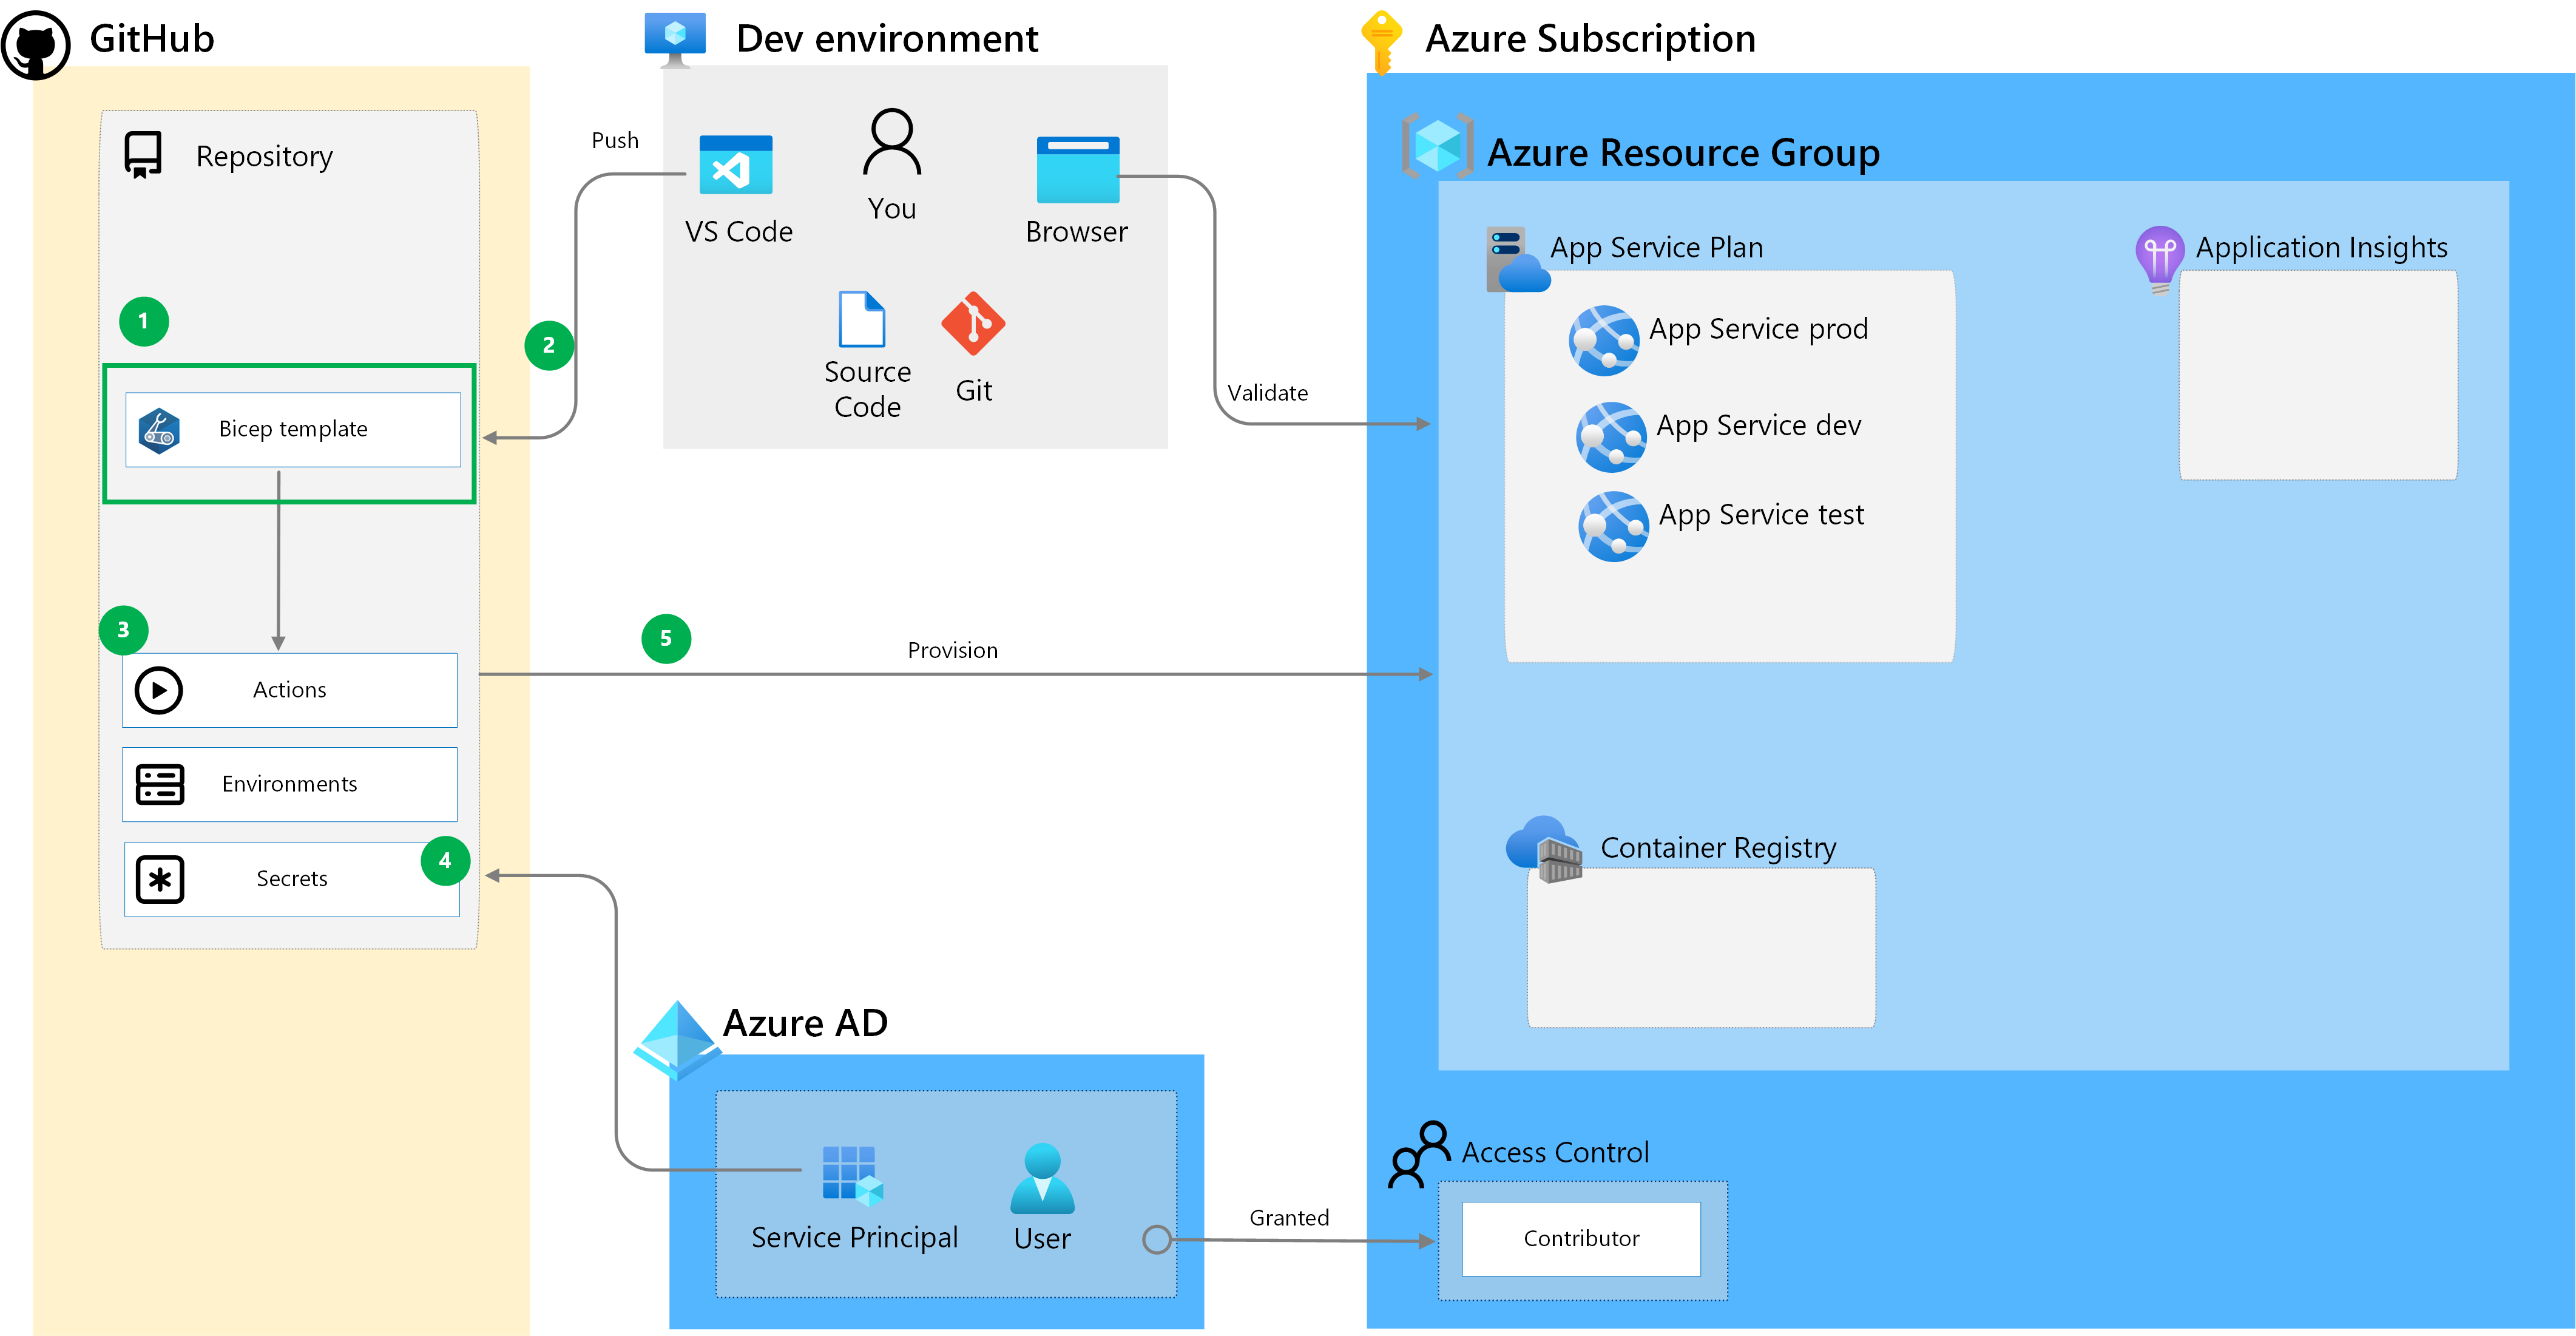 GitHub
Repository
1
Bicep template
3
Actions
Environments
Secrets
4
Push
2
Dev environment
VS Code
You
Browser
Source
Code
Git
Validate
5
Provision
Azure AD
Service Principal
User
Granted
Azure Subscription
Azure Resource Group
App Service Plan
App Service prod
App Service dev
App Service test
Application Insights
Container Registry
Access Control
Contributor